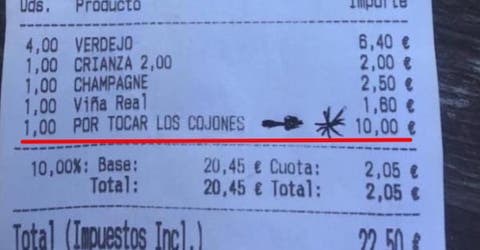 Uds. Producto Importe
4,00 VERDEJO 6,40 €
1,00 CRIANZA 2,00 2,00 €
1,00 CHAMPAGNE 2,50 €
1,00 Viña Real 1,60 €
1,00 POR TOCAR LOS COJONES 10,00 €
10,00%: Base: 20,45 € Cuota: 2,05 €
Total: 20,45 € Total: 2,05 €
Total (Impuestos Incl.) 22,50 €